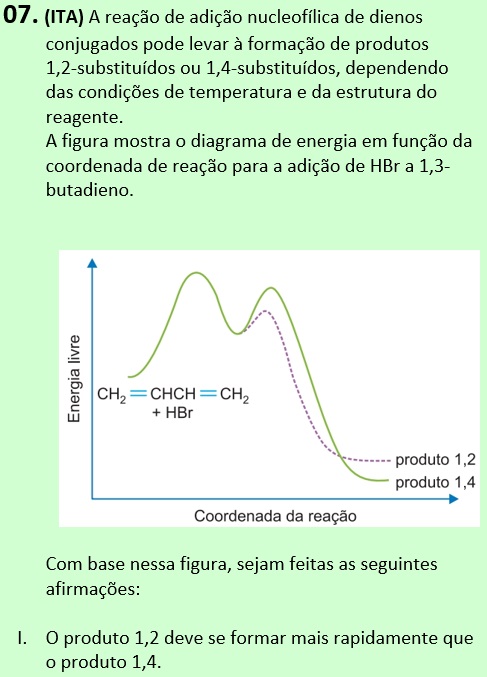 07. (ITA) A reação de adição nucleofílica de dienos
conjugados pode levar à formação de produtos
1,2-substituídos ou 1,4-substituídos, dependendo
das condições de temperatura e da estrutura do
reagente.
A figura mostra o diagrama de energia em função da
coordenada de reação para a adição de HBr a 1,3-
butadieno.
Energia livre
CH₂=CHCH=CH₂
+ HBr
produto 1,2
produto 1,4
Coordenada da reação
Com base nessa figura, sejam feitas as seguintes
afirmações:
I. O produto 1,2 deve se formar mais rapidamente que
o produto 1,4.